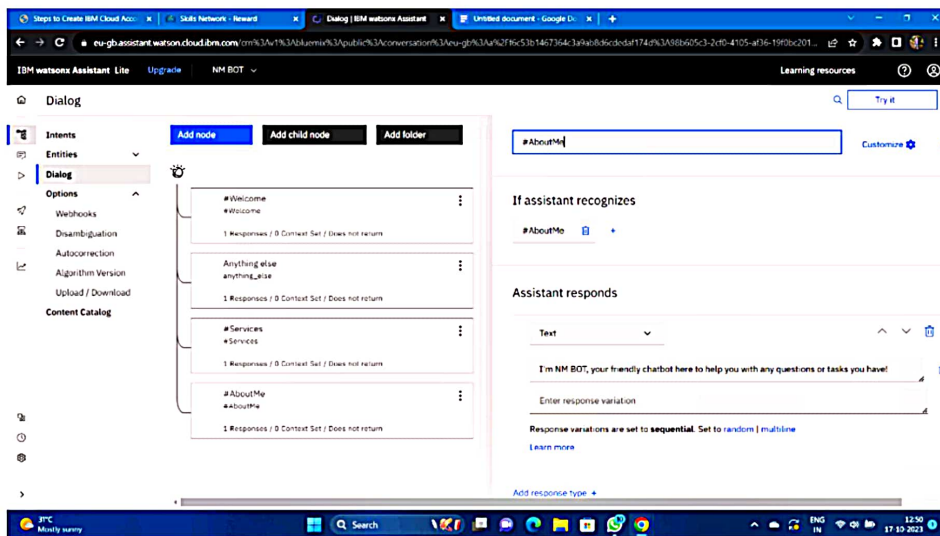 Steps to Create IBM Cloud Acco
Skills Network - Reward
Dialog | IBM watsonx Assistant
Untitled document - Google Do
IBM watsonx Assistant Lite
Upgrade
NM BOT
Learning resources
Dialog
Try it
Intents
Entities
Dialog
Options
Webhooks
Disambiguation
Autocorrection
Algorithm Version
Upload / Download
Content Catalog
Add node
Add child node
Add folder
#Welcome
#Welcome
1 Responses / 0 Context Set / Does not return
Anything else
anything_else
1 Responses / 0 Context Set / Does not return
#Services
#Services
1 Responses / 0 Context Set / Does not return
#AboutMe
#AboutMe
1 Responses / 0 Context Set / Does not return
#AboutMe
Customize
If assistant recognizes
#AboutMe
Assistant responds
Text
I'm NM BOT, your friendly chatbot here to help you with any questions or tasks you have!
Enter response variation
Response variations are set to sequential. Set to random | multiline
Learn more
Add response type +
31°C
Mostly sunny
Search
ENG
IN
12:50
17-10-2023